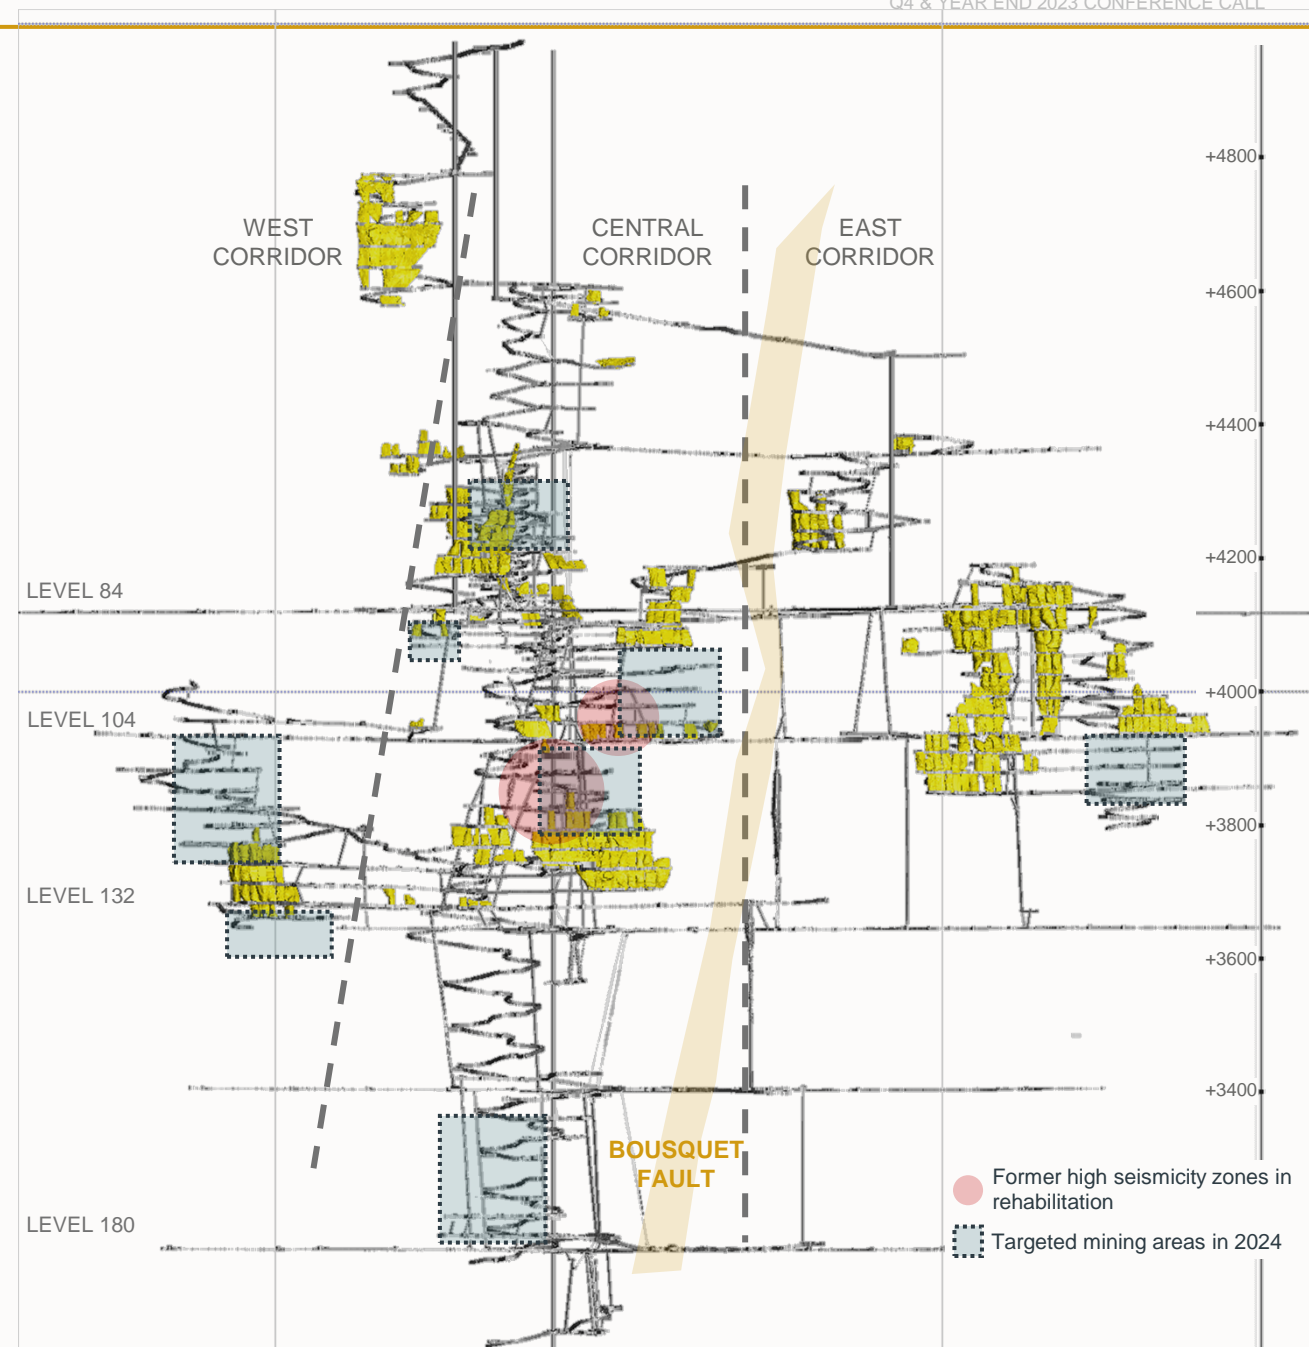 Q4 & YEAR END 2023 CONFERENCE CALL
+4800
WEST
CORRIDOR
CENTRAL
CORRIDOR
EAST
CORRIDOR
+4600
+4400
+4200
LEVEL 84
+4000
LEVEL 104
+3800
LEVEL 132
+3600
+3400
BOUSQUET
FAULT
Former high seismicity zones in
rehabilitation
LEVEL 180
Targeted mining areas in 2024